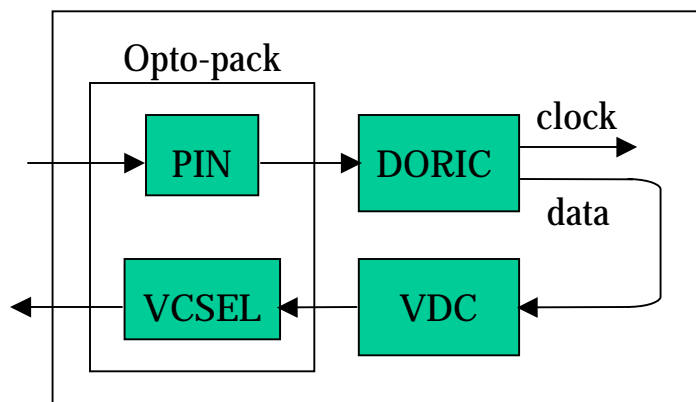 Opto-pack
PIN
DORIC
clock
data
VCSEL
VDC